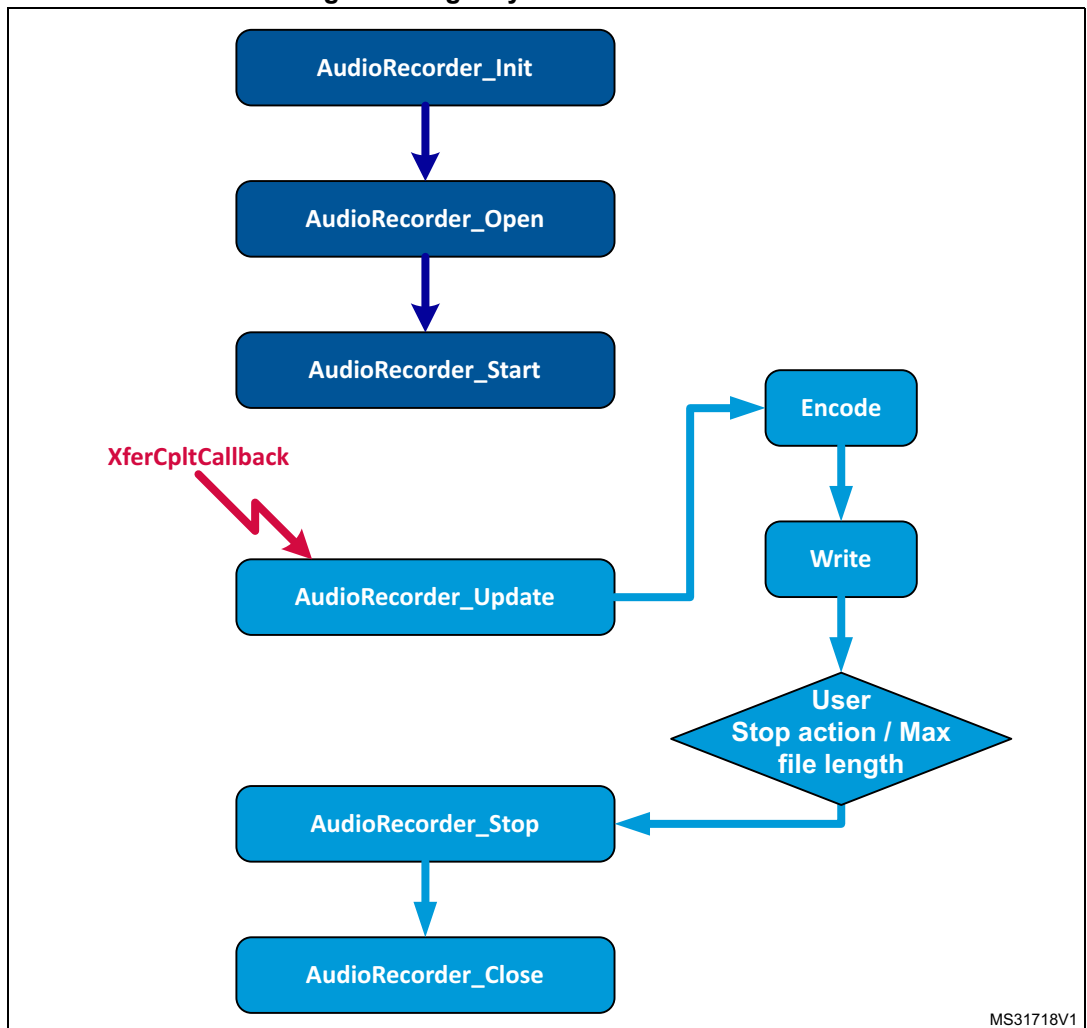 AudioRecorder_Init
AudioRecorder_Open
AudioRecorder_Start
Encode
XferCpltCallback
Write
AudioRecorder_Update
User
Stop action / Max
file length
AudioRecorder_Stop
AudioRecorder_Close
MS31718V1